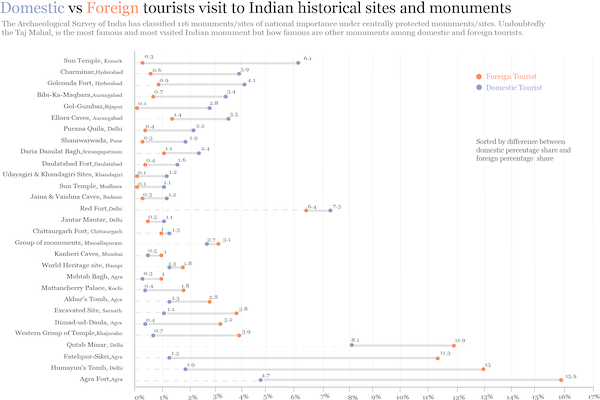 Domestic vs Foreign tourists visit to Indian historical sites and monuments
The Archaeological Survey of India has classified 116 monuments/sites of national importance under centrally protected monuments/sites. Undoubtedly
the Taj Mahal, is the most famous and most visited Indian monument but how famous are other monuments among domestic and foreign tourists.
Sun Temple, Konark 0.3 6.1
Charminar,Hyderabad 0.6 3.9
Golconda Fort, Hyderabad 0.9 4.1
Foreign Tourist
Bibi-Ka-Maqbara,Aurangabad 0.7 3.4
Domestic Tourist
Gol-Gumbaz,Bijapur 0.1 2.8
Ellora Caves, Aurangabad 1.4 3.5
Purana Quila, Delhi 0.4 2.2
Shaniwarwada, Pune 0.3 1.9
Sorted by difference between
domestic percentage share and
foreign percentage share
Daria Daaulat Bagh,Srirangapatnam 1.1 2.4
Daulatabad Fort,Daulatabad 0.4 1.6
Udayagiri & Khandagiri Sites, Khandagiri 0.1 1.2
Sun Temple, Modhera 0.1 1.1
Jaina & Vaishna Caves, Badami 0.3 1.2
Red Fort,Delhi 6.4 7.3
Jantar Mantar, Delhi 0.5 1.1
Chittaurgarh Fort, Chittaurgarh 1 1.3
Group of monuments, Mamallapuram 2.7 3.1
Kanheri Caves, Mumbai 0.5 1
World Heritage site, Hampi 1.3 1.8
Mehtab Bagh, Agra 0.3 1
Mattancherry Palace, Kochi 0.4 1.8
Akbar's Tomb, Agra 1.3 2.8
Excavated Site, Sarnath 1.1 3.8
Itimad-ud-Daula, Agra 0.4 3.2
Western Group of Temple,Khajuraho 0.7 3.9
Qutab Minar, Delhi 8.1 11.9
Fatehpur-Sikri,Agra 1.3 11.3
Humayun's Tomb, Delhi 1.9 13
Agra Fort,Agra 4.7 15.9
0% 1% 2% 3% 4% 5% 6% 7% 8% 9% 10% 11% 12% 13% 14% 15% 16% 17%